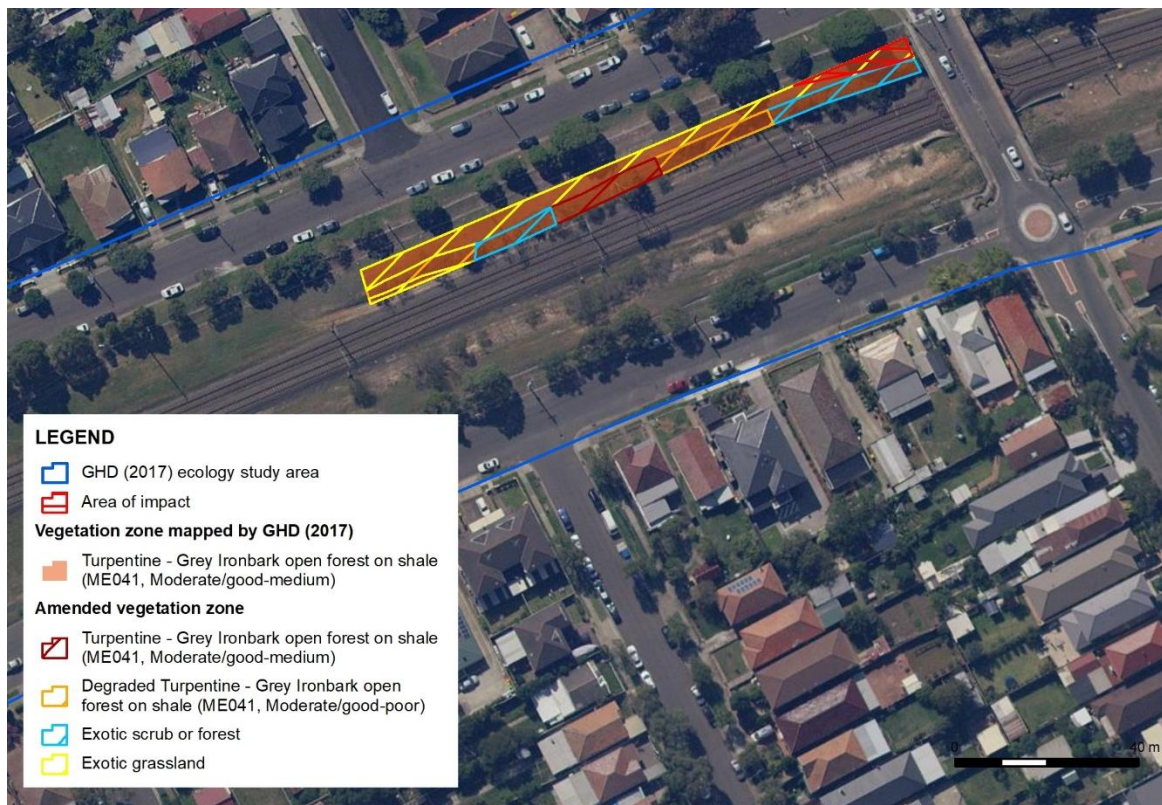 LEGEND
GHD (2017) ecology study area
Area of impact
Vegetation zone mapped by GHD (2017)
Turpentine - Grey Ironbark open forest on shale
(ME041, Moderate/good-medium)
Amended vegetation zone
Turpentine - Grey Ironbark open forest on shale
(ME041, Moderate/good-medium)
Degraded Turpentine - Grey Ironbark open
forest on shale (ME041, Moderate/good-poor)
Exotic scrub or forest
Exotic grassland
0 40 m